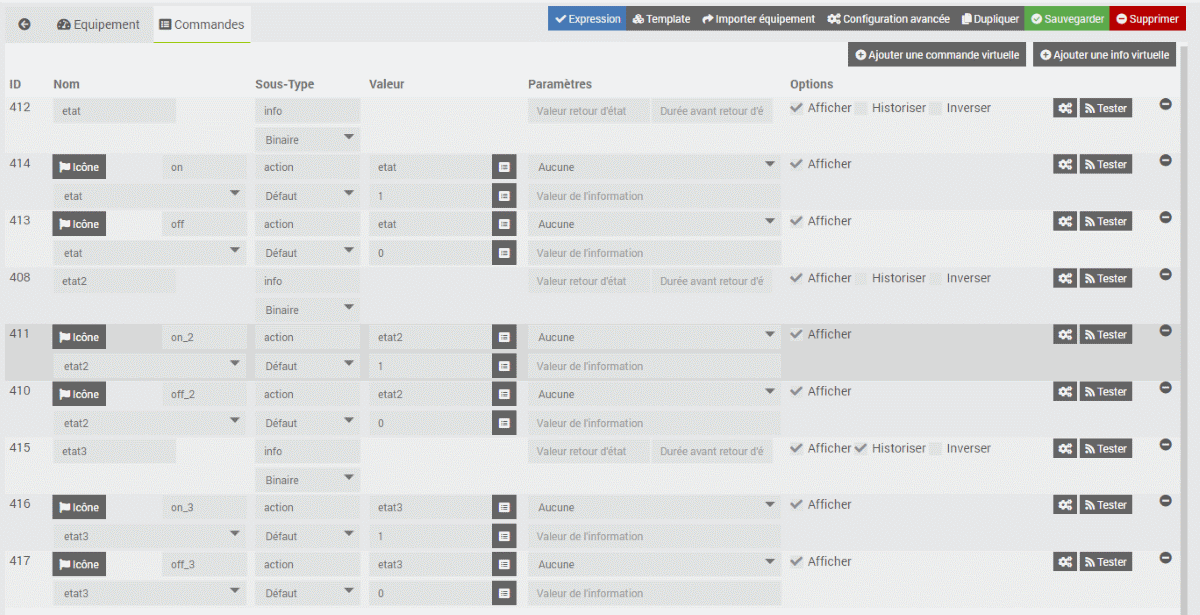 Equipement Commandes Expression Template Importer équipement Configuration avancée Dupliquer Sauvegarder Supprimer
Ajouter une commande virtuelle Ajouter une info virtuelle
ID Nom Sous-Type Valeur Paramètres Options
412 etat info Valeur retour d'état Durée avant retour d'é Afficher Historiser Inverser Tester
Binaire
414 Icône on action etat Aucune Afficher Tester
etat Défaut 1 Valeur de l'information
413 Icône off action etat Aucune Afficher Tester
etat Défaut 0 Valeur de l'information
408 etat2 info Valeur retour d'état Durée avant retour d'é Afficher Historiser Inverser Tester
Binaire
411 Icône on_2 action etat2 Aucune Afficher Tester
etat2 Défaut 1 Valeur de l'information
410 Icône off_2 action etat2 Aucune Afficher Tester
etat2 Défaut 0 Valeur de l'information
415 etat3 info Valeur retour d'état Durée avant retour d'é Afficher Historiser Inverser Tester
Binaire
416 Icône on_3 action etat3 Aucune Afficher Tester
etat3 Défaut 1 Valeur de l'information
417 Icône off_3 action etat3 Aucune Afficher Tester
etat3 Défaut 0 Valeur de l'information